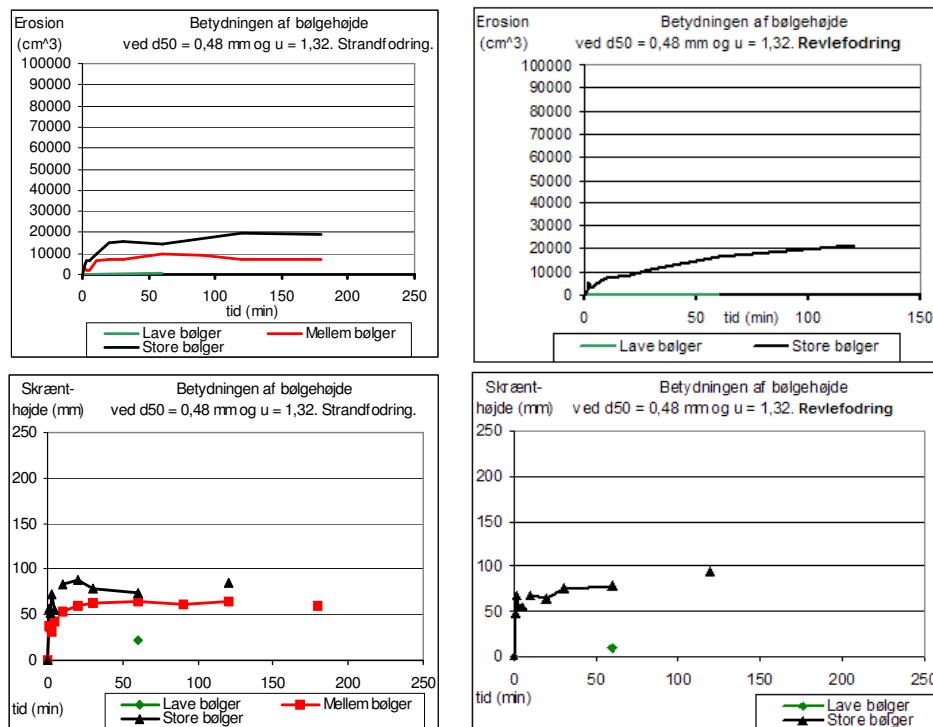 Erosion
(cm^3)
Betydningen af bølgehøjde
ved d50 = 0,48 mm og u = 1,32. Strandfodring.
100000
90000
80000
70000
60000
50000
40000
30000
20000
10000
0
0 50 100 150 200 250
tid (min)
Lave bølger Mellem bølger
Store bølger
Erosion
(cm^3)
Betydningen af bølgehøjde
ved d50 = 0,48 mm og u = 1,32. Revlefodring
100000
90000
80000
70000
60000
50000
40000
30000
20000
10000
0
0 50 100 150
tid (min)
Lave bølger Store bølger
Skrænt-
højde (mm)
Betydningen af bølgehøjde
ved d50 = 0,48 mm og u = 1,32. Strandfodring.
250
200
150
100
50
0
0 50 100 150 200 250
tid (min)
Lave bølger Mellem bølger
Store bølger
Skrænt-
højde (mm)
Betydningen af bølgehøjde
ved d50 = 0,48 mm og u = 1,32. Revlefodring
250
200
150
100
50
0
0 50 100 150 200 250
tid (min)
Lave bølger
Store bølger